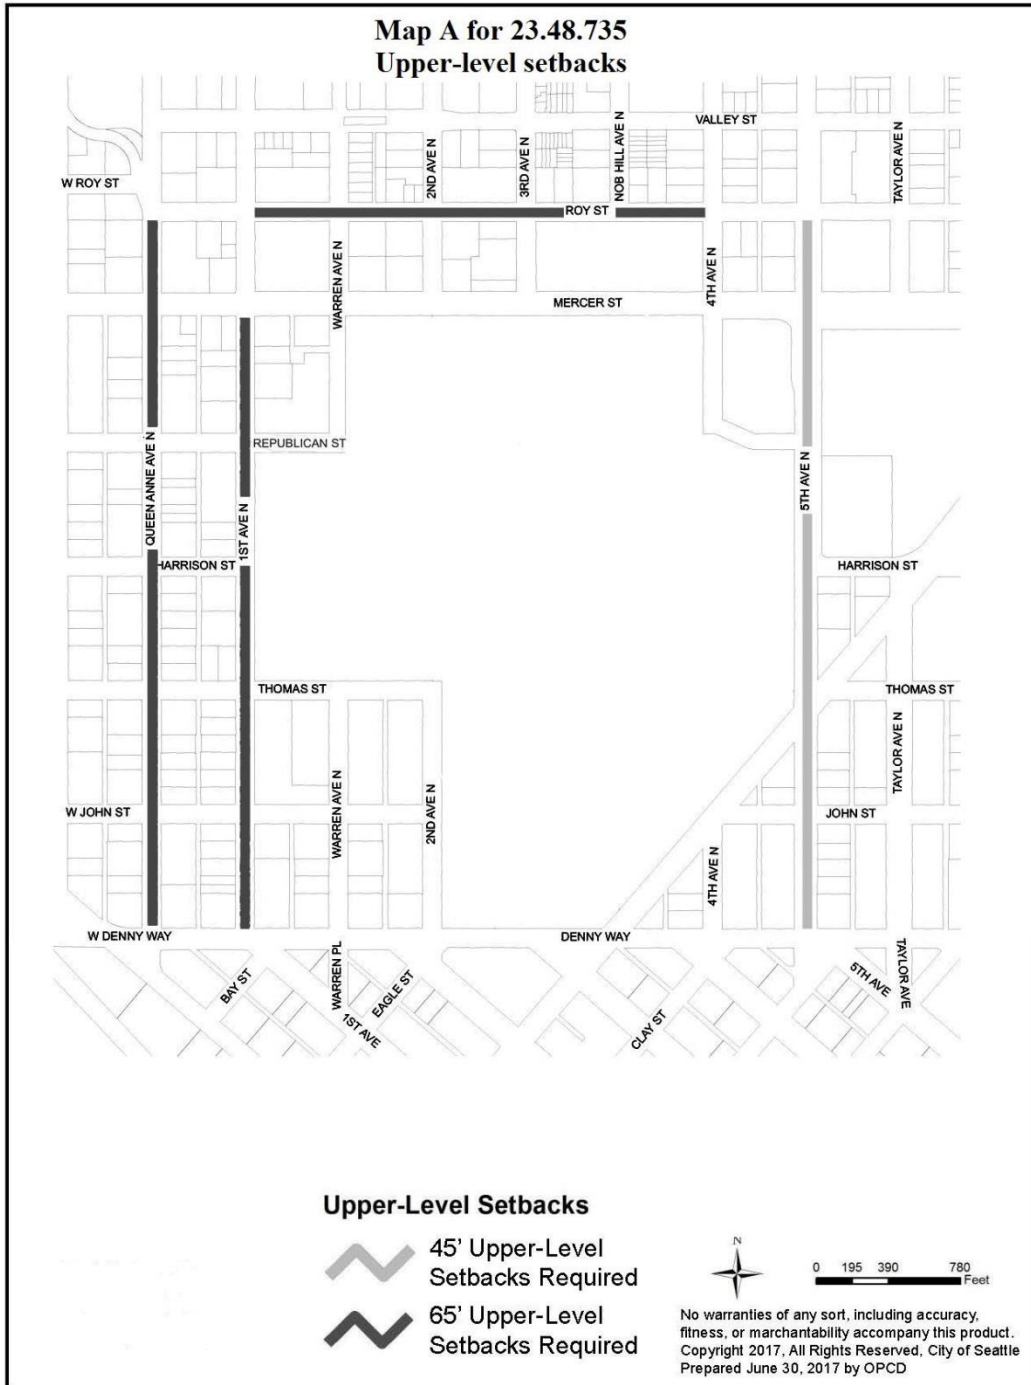 Map A for 23.48.735
Upper-level setbacks
VALLEY ST
W ROY ST
2ND AVE N
3RD AVE N
NOB HILL AVE N
TAYLOR AVE N
ROY ST
WARREN AVE N
4TH AVE N
MERCER ST
QUEEN ANNE AVE N
REPUBLICAN ST
1ST AVE N
5TH AVE N
HARRISON ST
HARRISON ST
THOMAS ST
THOMAS ST
TAYLOR AVE N
W JOHN ST
WARREN AVE N
2ND AVE N
JOHN ST
4TH AVE N
W DENNY WAY
DENNY WAY
BAY ST
WARREN PL
EAGLE ST
1ST AVE
CLAY ST
5TH AVE
TAYLOR AVE
Upper-Level Setbacks
45' Upper-Level
Setbacks Required
65' Upper-Level
Setbacks Required
N
0 195 390 780
Feet
No warranties of any sort, including accuracy,
fitness, or marchantability accompany this product.
Copyright 2017, All Rights Reserved, City of Seattle
Prepared June 30, 2017 by OPCD